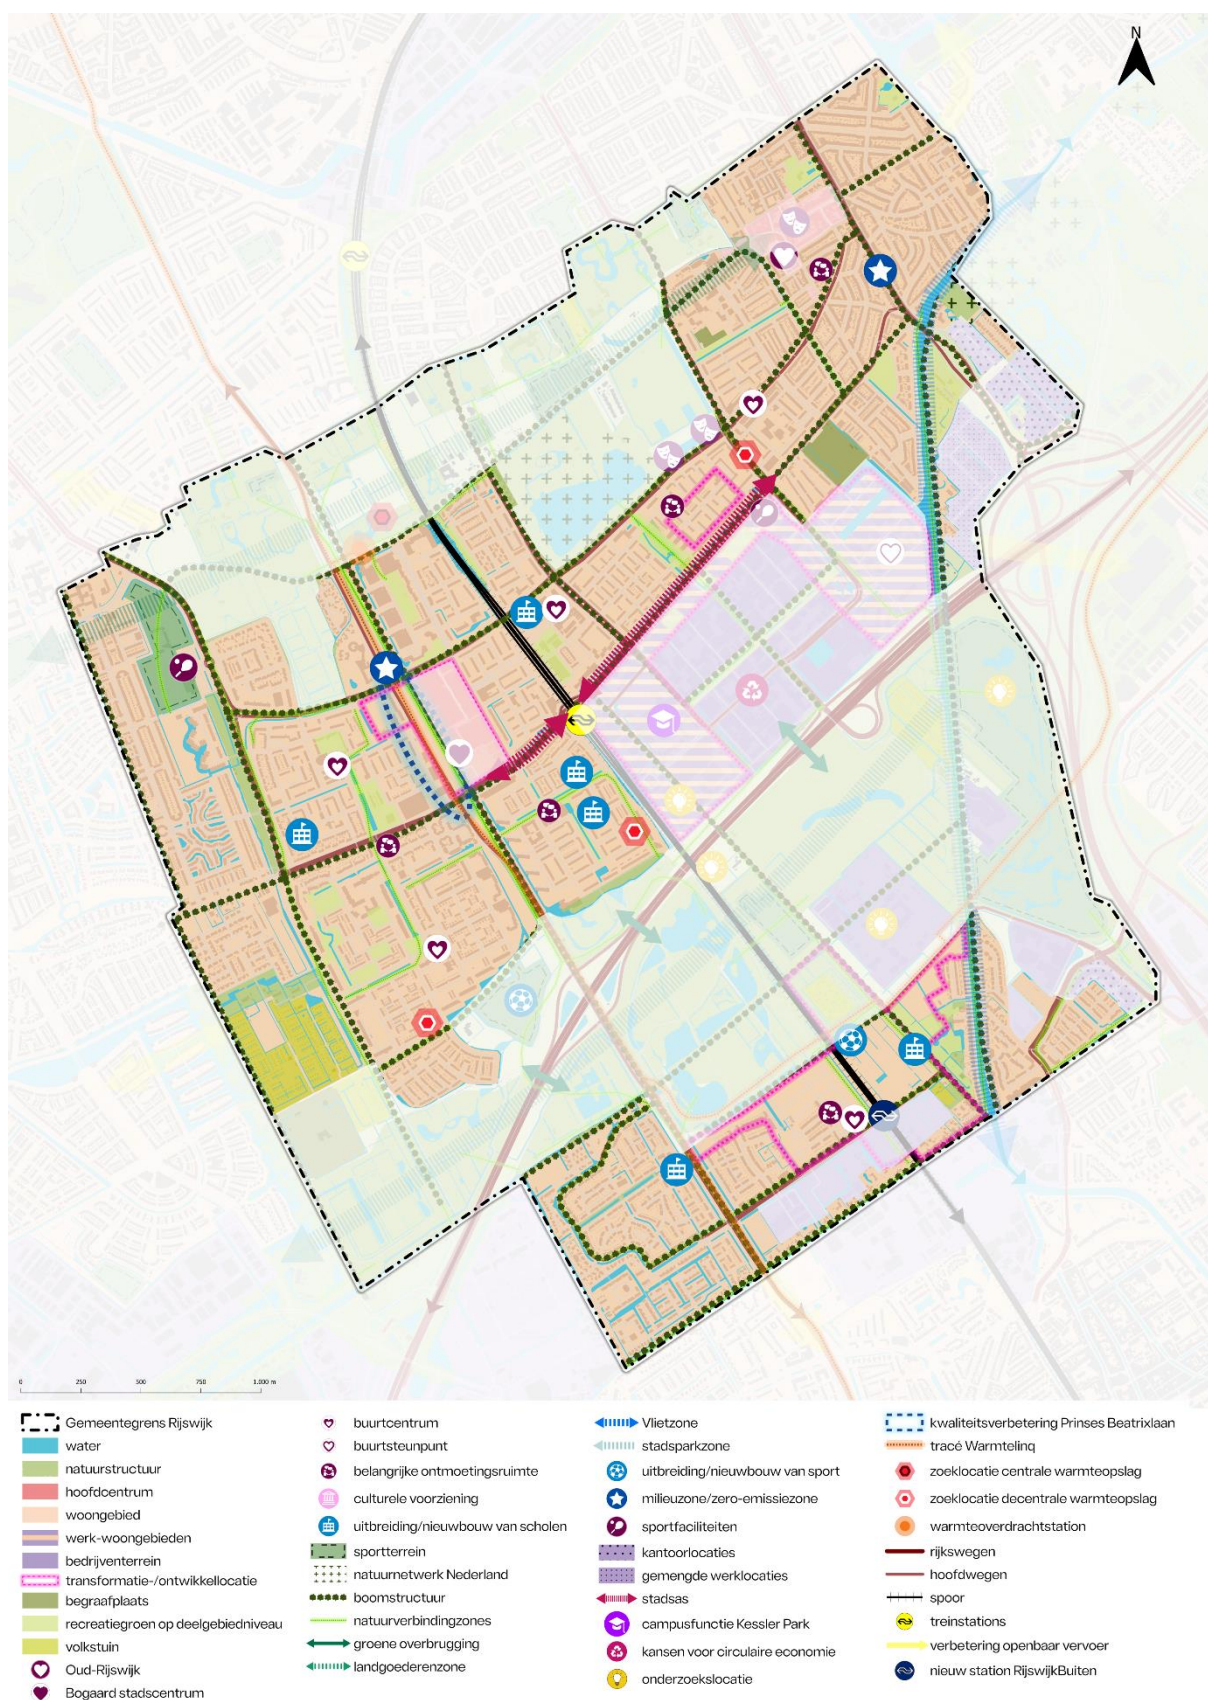 N
0 250 500 750 1.000 m
Gemeentegrens Rijswijk
water
natuurstructuur
hoofdcentrum
woongebied
werk-woongebieden
bedrijventerrein
transformatie-/ontwikkellocatie
begraafplaats
recreatiegroen op deelgebiedniveau
volkstuin
Oud-Rijswijk
Bogaard stadscentrum
buurtcentrum
buurtsteunpunt
belangrijke ontmoetingsruimte
culturele voorziening
uitbreiding/nieuwbouw van scholen
sportterrein
natuurnetwerk Nederland
boomstructuur
natuurverbindingzones
groene overbrugging
landgoederenzone
Vlietzone
stadsparkzone
uitbreiding/nieuwbouw van sport
milieuzone/zero-emissiezone
sportfaciliteiten
kantoorlocaties
gemengde werklocaties
stadsas
campusfunctie Kessler Park
kansen voor circulaire economie
onderzoekslocatie
kwaliteitsverbetering Prinses Beatrixlaan
tracé Warmtelinq
zoeklocatie centrale warmteopslag
zoeklocatie decentrale warmteopslag
warmteoverdrachtstation
rijkswegen
hoofdwegen
spoor
treinstations
verbetering openbaar vervoer
nieuw station RijswijkBuiten